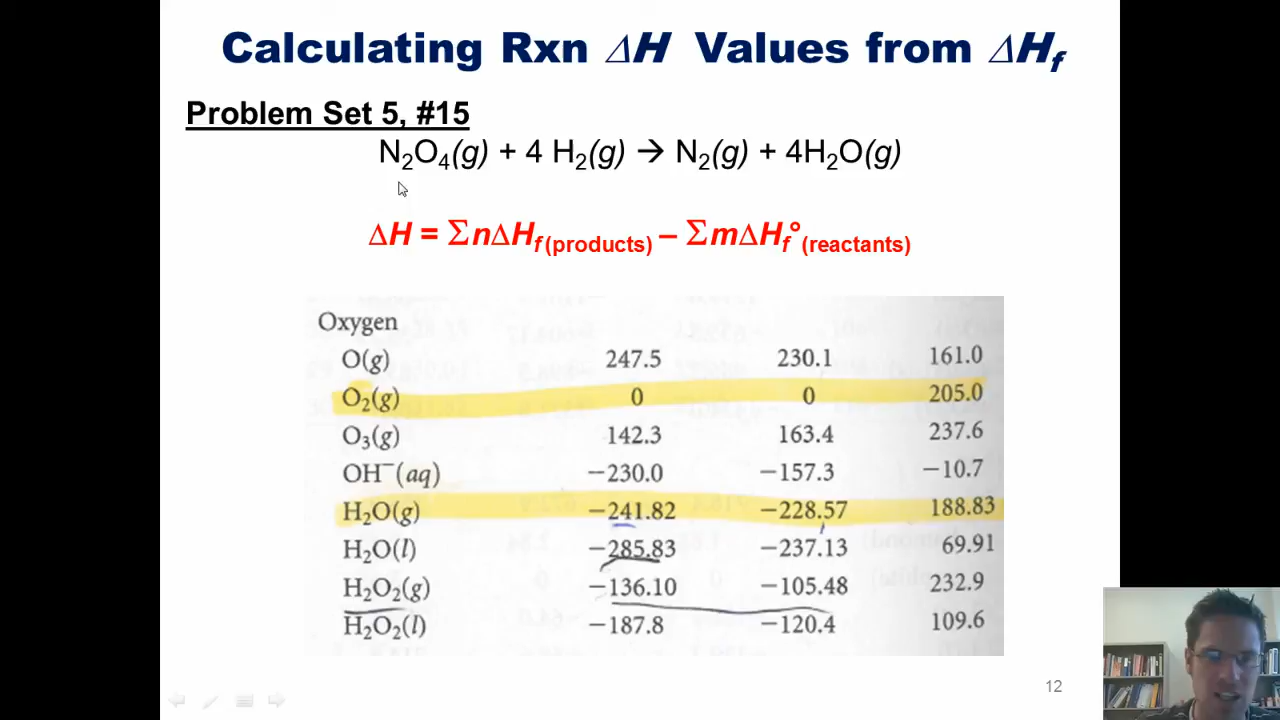 Calculating Rxn ΔH Values from ΔHf
Problem Set 5, #15
N2O4(g) + 4 H2(g) → N2(g) + 4H2O(g)
ΔH = ΣnΔHf (products) – ΣmΔHf°(reactants)
Oxygen
O(g) 247.5 230.1 161.0
O2(g) 0 0 205.0
O3(g) 142.3 163.4 237.6
OH−(aq) −230.0 −157.3 −10.7
H2O(g) −241.82 −228.57 188.83
H2O(l) −285.83 −237.13 69.91
H2O2(g) −136.10 −105.48 232.9
H2O2(l) −187.8 −120.4 109.6
12